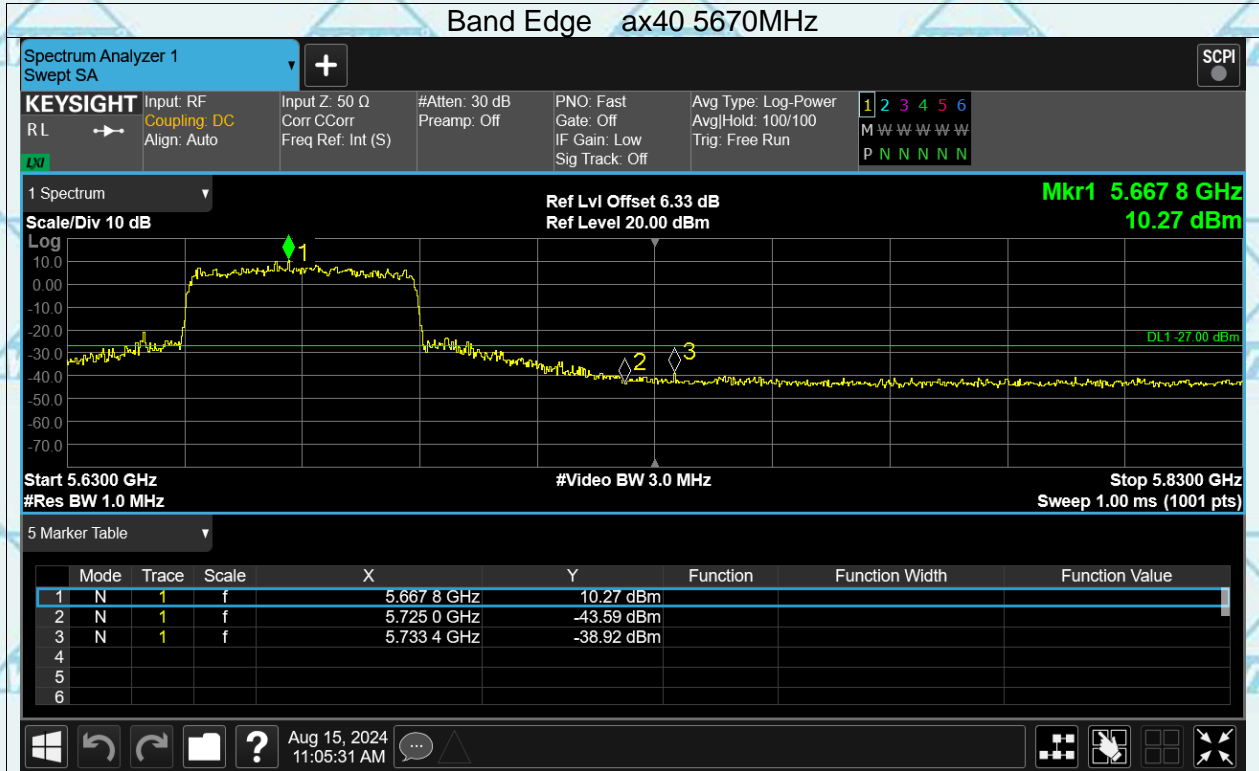 Band Edge ax40 5670MHz
Spectrum Analyzer 1
Swept SA
SCPI
KEYSIGHT
RL
LXI
Input: RF
Coupling: DC
Align: Auto
Input Z: 50 Ω
Corr CCorr
Freq Ref: Int (S)
#Atten: 30 dB
Preamp: Off
PNO: Fast
Gate: Off
IF Gain: Low
Sig Track: Off
Avg Type: Log-Power
Avg|Hold: 100/100
Trig: Free Run
1 2 3 4 5 6
M W W W W W
P N N N N N
1 Spectrum
Scale/Div 10 dB
Ref Lvl Offset 6.33 dB
Ref Level 20.00 dBm
Mkr1 5.667 8 GHz
10.27 dBm
Log
10.0
0.00
-10.0
-20.0
-30.0
-40.0
-50.0
-60.0
-70.0
1
2
3
DL1 -27.00 dBm
Start 5.6300 GHz
#Res BW 1.0 MHz
#Video BW 3.0 MHz
Stop 5.8300 GHz
Sweep 1.00 ms (1001 pts)
5 Marker Table
Mode Trace Scale X Y Function Function Width Function Value
1 N 1 f 5.667 8 GHz 10.27 dBm
2 N 1 f 5.725 0 GHz -43.59 dBm
3 N 1 f 5.733 4 GHz -38.92 dBm
4
5
6
?
Aug 15, 2024
11:05:31 AM